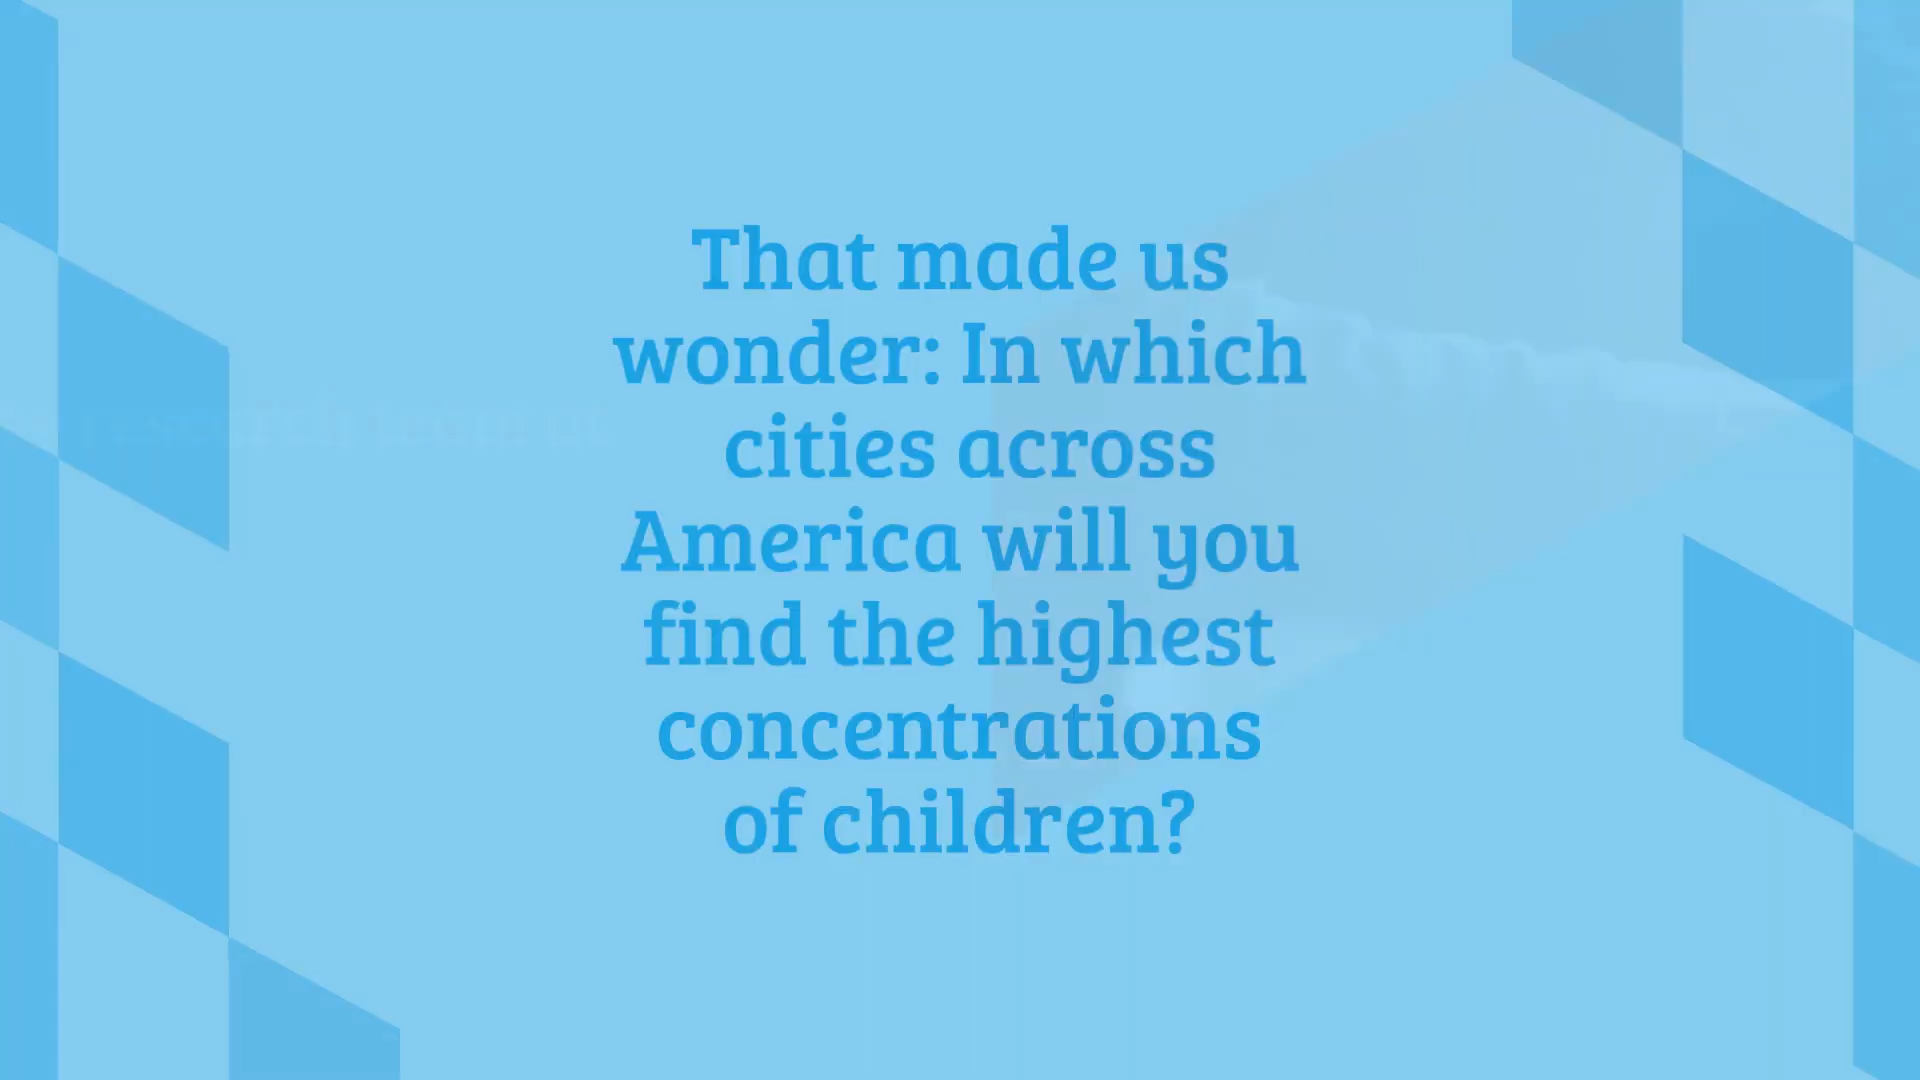 That made us
wonder: In which
cities across
America will you
find the highest
concentrations
of children?